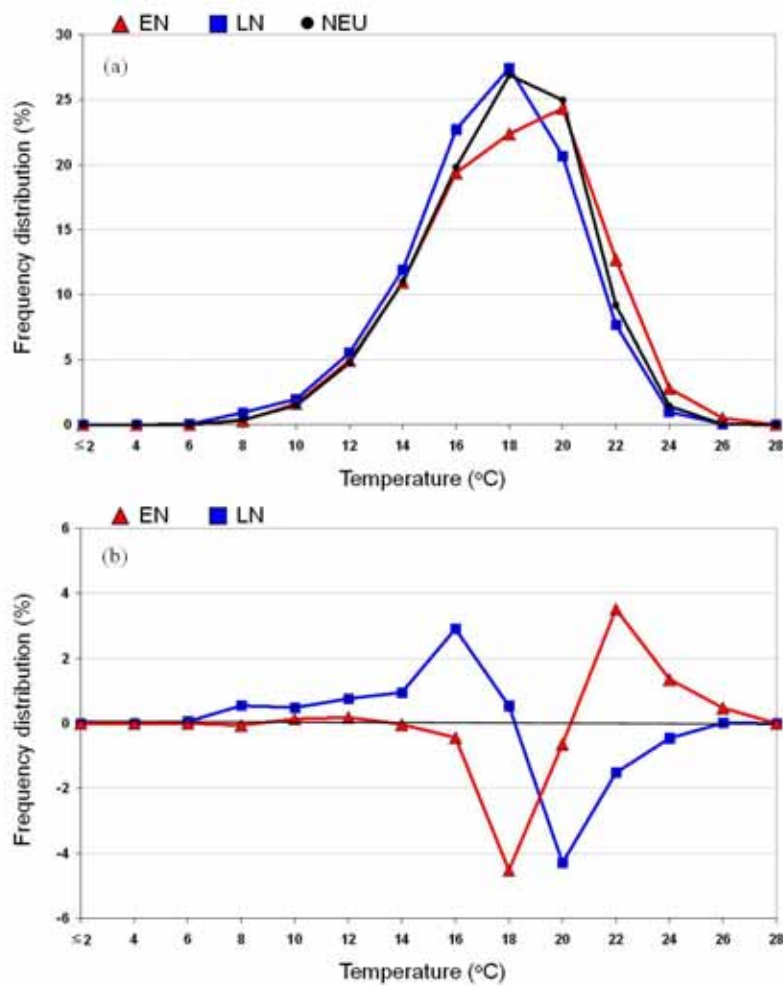 EN LN NEU
(a)
Frequency distribution (%)
30
25
20
15
10
5
0
≤2 4 6 8 10 12 14 16 18 20 22 24 26 28
Temperature (°C)
EN LN
(b)
Frequency distribution (%)
6
4
2
0
-2
-4
-6
≤2 4 6 8 10 12 14 16 18 20 22 24 26 28
Temperature (°C)